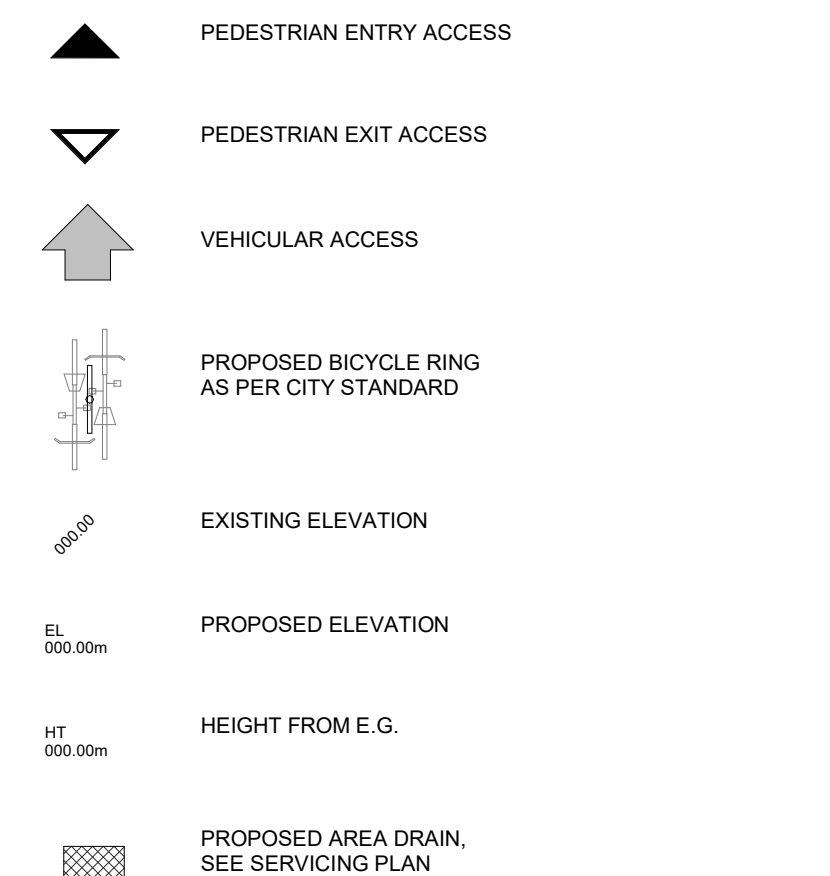 PEDESTRIAN ENTRY ACCESS
PEDESTRIAN EXIT ACCESS
VEHICULAR ACCESS
PROPOSED BICYCLE RING
AS PER CITY STANDARD
000.00
EXISTING ELEVATION
EL
000.00m
PROPOSED ELEVATION
HT
000.00m
HEIGHT FROM E.G.
PROPOSED AREA DRAIN,
SEE SERVICING PLAN